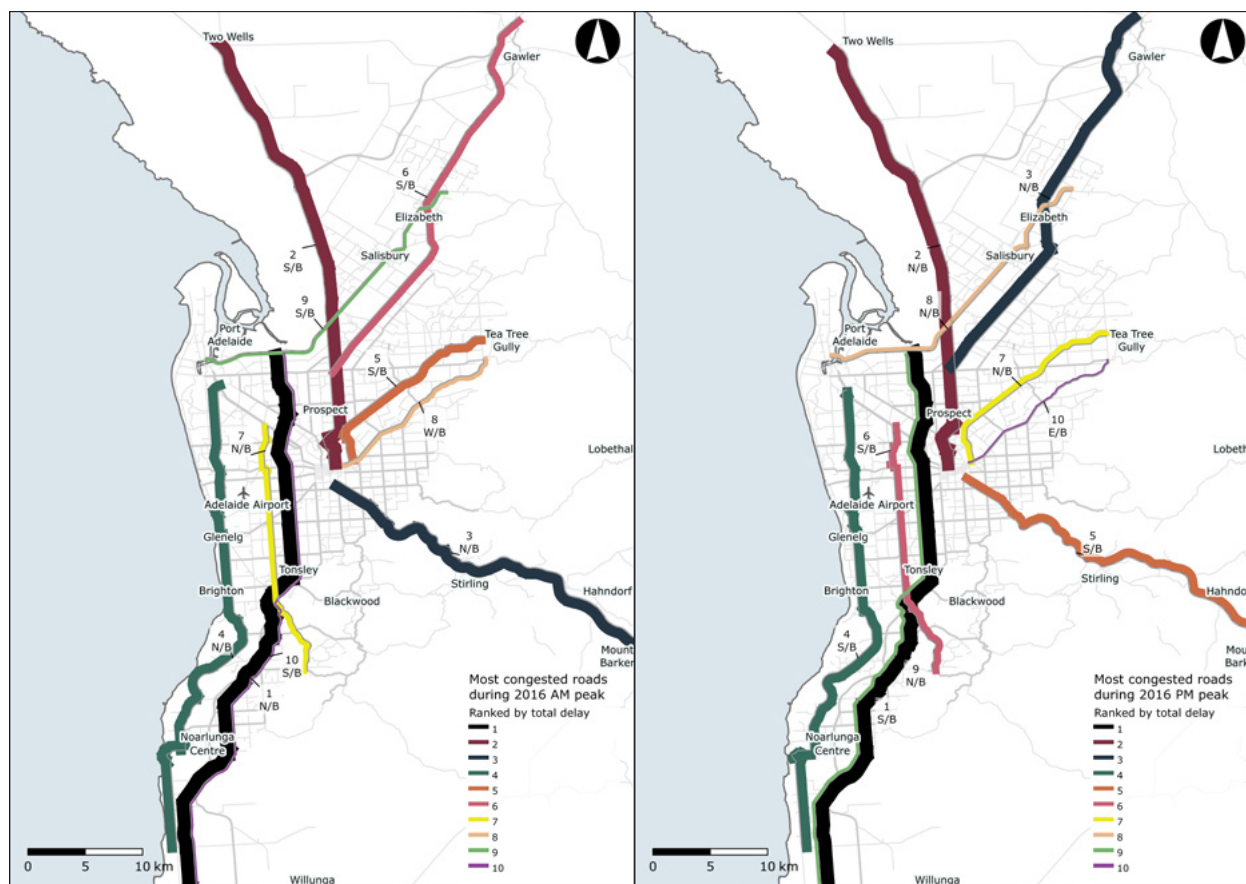 Two Wells
Gawler
6
S/B
Elizabeth
2
S/B
Salisbury
9
S/B
Port
Adelaide
Tea Tree
Gully
5
S/B
Prospect
8
W/B
7
N/B
Lobethal
Adelaide Airport
3
N/B
Glenelg
Tonsley
Stirling
Brighton
Blackwood
Hahndorf
4
N/B
Mount
Barker
10
S/B
1
N/B
Most congested roads
during 2016 AM peak
Ranked by total delay
Noarlunga
Centre
1
2
3
4
5
6
7
8
9
10
0
5
10 km
Willunga
Two Wells
Gawler
3
N/B
Elizabeth
2
N/B
Salisbury
8
N/B
Port
Adelaide
Tea Tree
Gully
7
N/B
Prospect
10
E/B
6
S/B
Lobethal
Adelaide Airport
5
S/B
Glenelg
Tonsley
Stirling
Brighton
Blackwood
Hahndorf
4
S/B
Mount
Barker
9
N/B
1
S/B
Most congested roads
during 2016 PM peak
Ranked by total delay
Noarlunga
Centre
1
2
3
4
5
6
7
8
9
10
0
5
10 km
Willunga